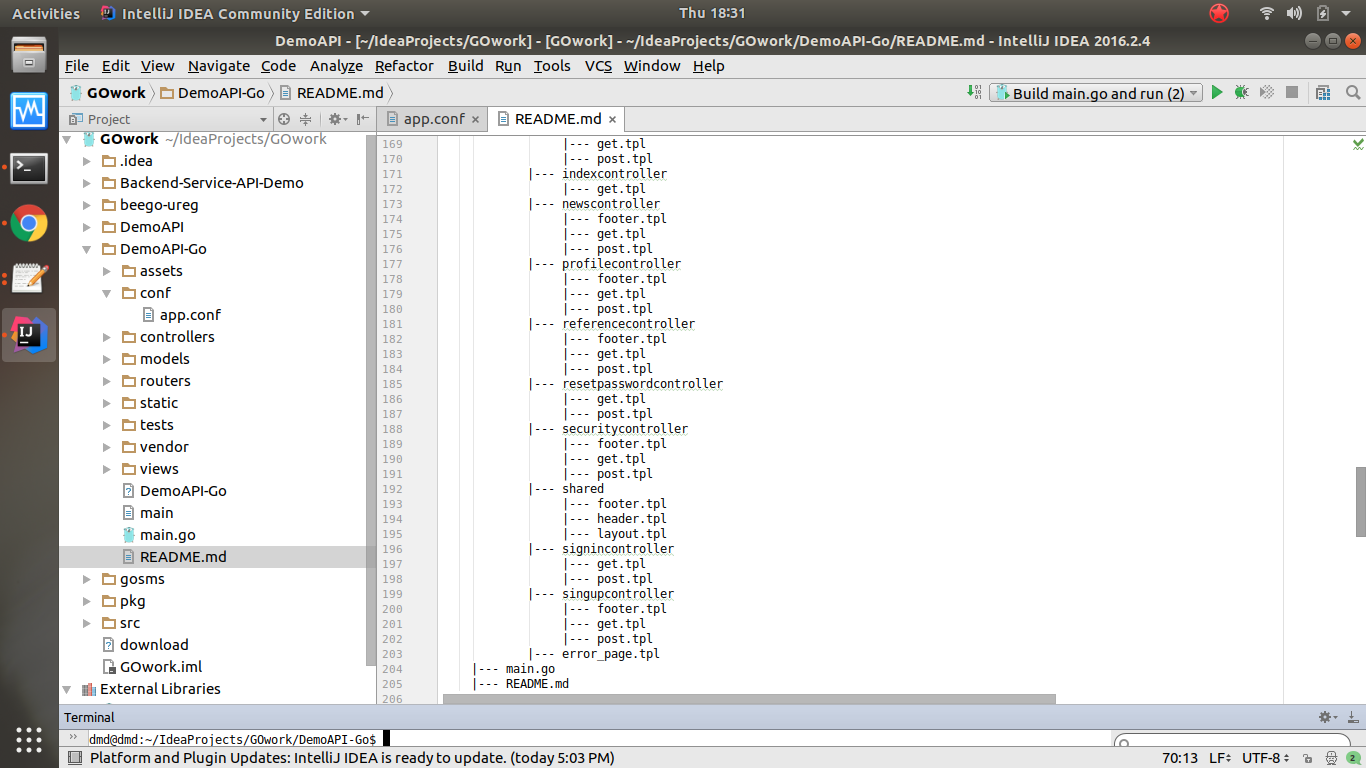 Activities IntelliJ IDEA Community Edition Thu 18:31
DemoAPI - [~/IdeaProjects/GOwork] - [GOwork] - ~/IdeaProjects/GOwork/DemoAPI-Go/README.md - IntelliJ IDEA 2016.2.4
File Edit View Navigate Code Analyze Refactor Build Run Tools VCS Window Help
GOwork DemoAPI-Go README.md Build main.go and run (2)
Project
app.conf
README.md
GOwork ~/IdeaProjects/GOwork
.idea
Backend-Service-API-Demo
beego-ureg
DemoAPI
DemoAPI-Go
assets
conf
app.conf
controllers
models
routers
static
tests
vendor
views
DemoAPI-Go
main
main.go
README.md
gosms
pkg
src
download
GOwork.iml
External Libraries
169 |--- get.tpl
170 |--- post.tpl
171 |--- indexcontroller
172 |--- get.tpl
173 |--- newscontroller
174 |--- footer.tpl
175 |--- get.tpl
176 |--- post.tpl
177 |--- profilecontroller
178 |--- footer.tpl
179 |--- get.tpl
180 |--- post.tpl
181 |--- referencecontroller
182 |--- footer.tpl
183 |--- get.tpl
184 |--- post.tpl
185 |--- resetpasswordcontroller
186 |--- get.tpl
187 |--- post.tpl
188 |--- securitycontroller
189 |--- footer.tpl
190 |--- get.tpl
191 |--- post.tpl
192 |--- shared
193 |--- footer.tpl
194 |--- header.tpl
195 |--- layout.tpl
196 |--- signincontroller
197 |--- get.tpl
198 |--- post.tpl
199 |--- singupcontroller
200 |--- footer.tpl
201 |--- get.tpl
202 |--- post.tpl
203 |--- error_page.tpl
204 |--- main.go
205 |--- README.md
206
Terminal
dmd@dmd:~/IdeaProjects/GOwork/DemoAPI-Go$
Platform and Plugin Updates: IntelliJ IDEA is ready to update. (today 5:03 PM) 70:13 LF UTF-8 2